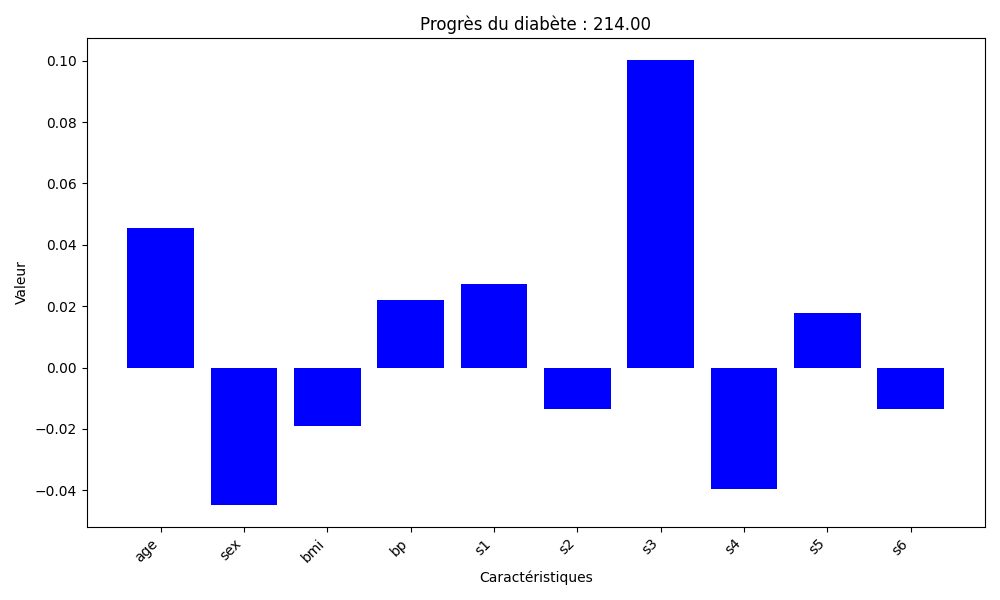 Progrès du diabète : 214.00
0.10
0.08
0.06
0.04
0.02
0.00
−0.02
−0.04
Valeur
age
sex
bmi
bp
s1
s2
s3
s4
s5
s6
Caractéristiques